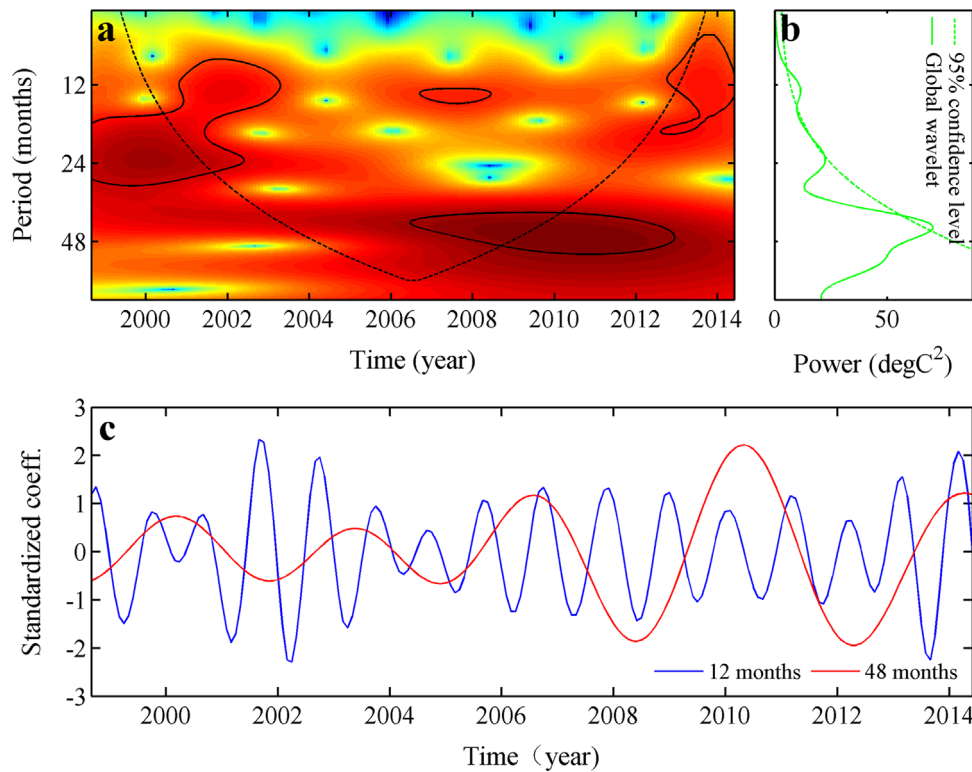 a
Period (months)
12
24
48
2000
2002
2004
2006
2008
2010
2012
2014
Time (year)
b
95% confidence level
Global wavelet
0
50
Power (degC²)
c
Standardized coeff.
3
2
1
0
-1
-2
-3
12 months
48 months
2000
2002
2004
2006
2008
2010
2012
2014
Time（year)